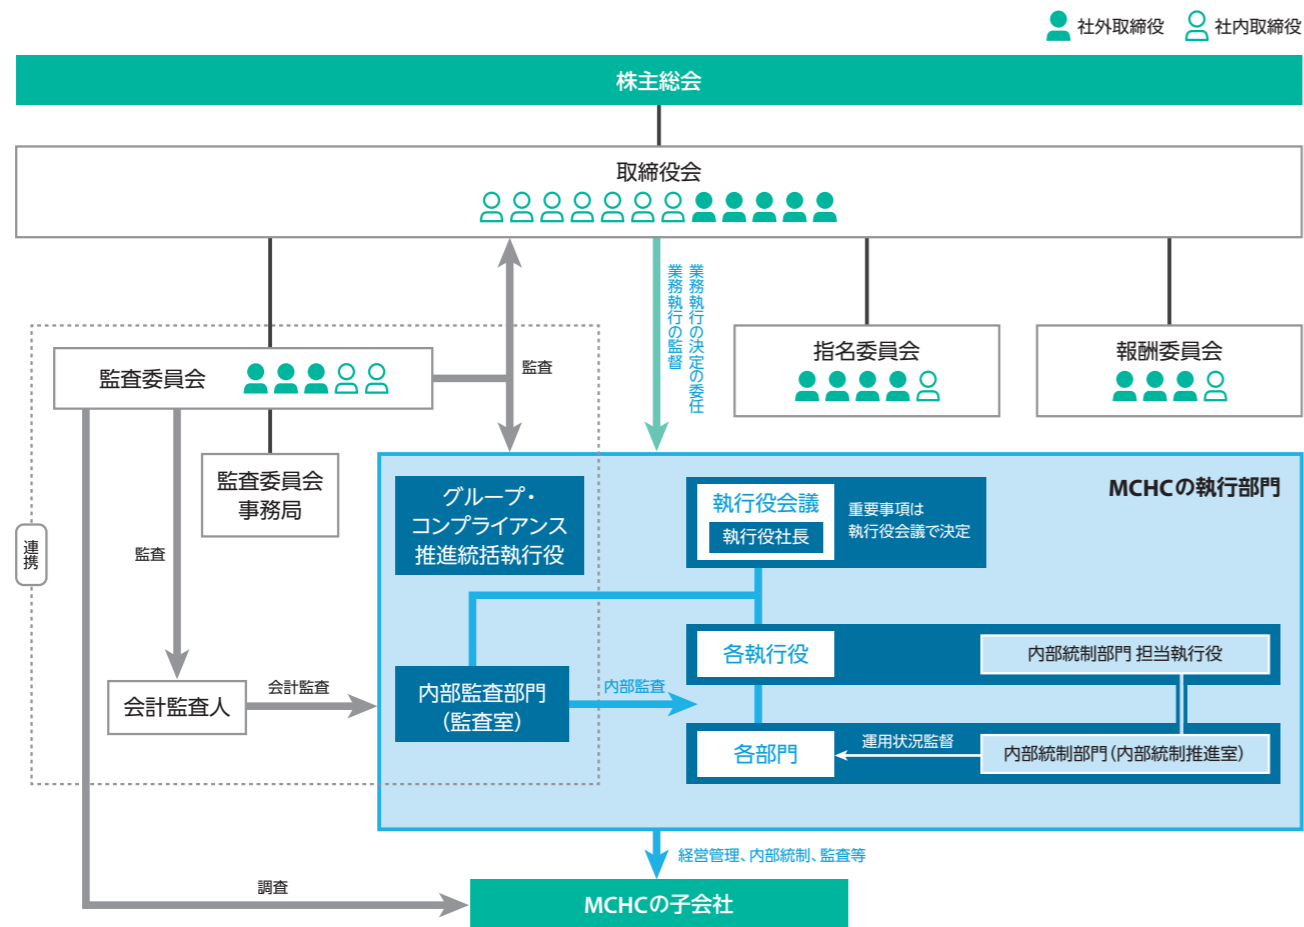 社外取締役
社内取締役
株主総会
取締役会
業務執行の決定の委任
業務執行の監督
監査
監査委員会
指名委員会
報酬委員会
監査委員会
事務局
連携
監査
グループ・
コンプライアンス
推進統括執行役
MCHCの執行部門
執行役会議
執行役社長
重要事項は
執行役会議で決定
各執行役
内部統制部門 担当執行役
会計監査人
会計監査
内部監査部門
（監査室）
内部監査
各部門
運用状況監督
内部統制部門（内部統制推進室）
経営管理、内部統制、監査等
調査
MCHCの子会社